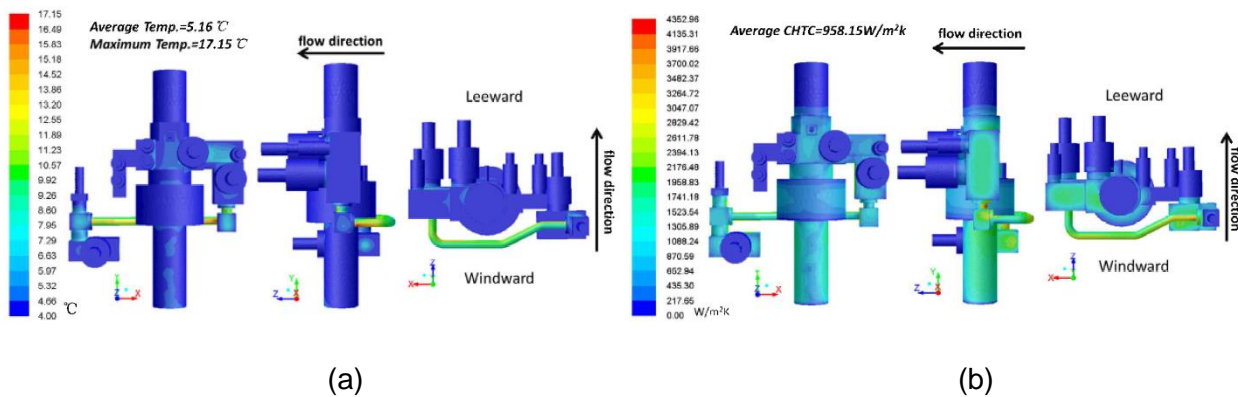 17.15
16.49
15.83
15.18
14.52
13.86
13.20
12.55
11.89
11.23
10.57
9.92
9.26
8.60
7.95
7.29
6.63
5.97
5.32
4.66
4.00
℃
Average Temp.=5.16 ℃
Maximum Temp.=17.15 ℃
flow direction
Leeward
flow direction
Windward
Y
Z X
Y
Z X
Z
X Y
(a)
4352.96
4135.31
3917.66
3700.02
3482.37
3264.72
3047.07
2829.42
2611.78
2394.13
2176.48
1958.83
1741.18
1523.54
1305.89
1088.24
870.59
652.94
435.30
217.65
0.00
W/m²K
Average CHTC=958.15W/m²k
flow direction
Leeward
flow direction
Windward
Y
Z X
Y
Z X
Z
X Y
(b)